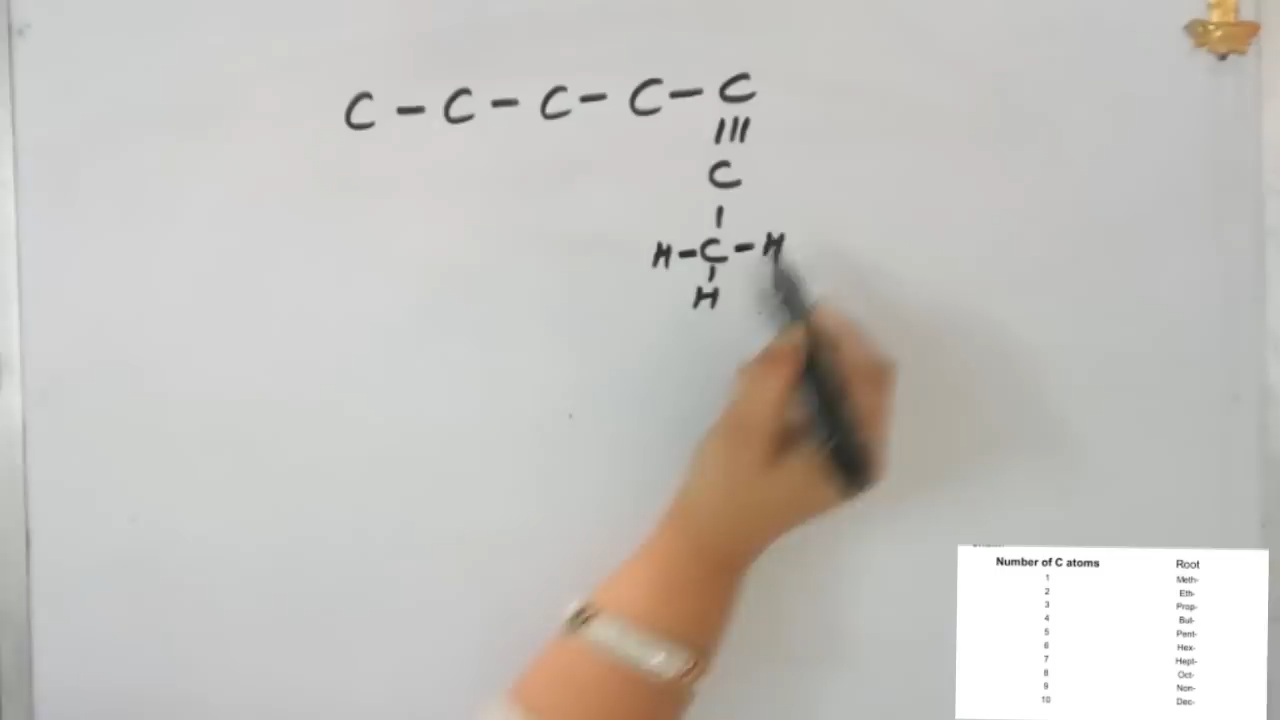 C - C - C - C - C
≡
C
|
H - C - H
|
H
Number of C atoms Root
1 Meth-
2 Eth-
3 Prop-
4 But-
5 Pent-
6 Hex-
7 Hept-
8 Oct-
9 Non-
10 Dec-